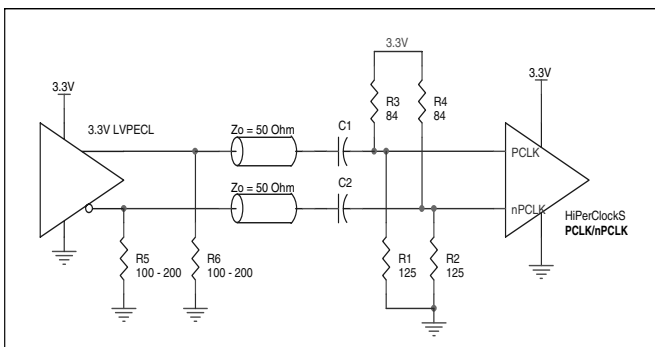 3.3V
3.3V
3.3V
3.3V LVPECL
R3
84
R4
84
Zo = 50 Ohm
C1
PCLK
Zo = 50 Ohm
C2
nPCLK
HiPerClockS
PCLK/nPCLK
R5
100 - 200
R6
100 - 200
R1
125
R2
125